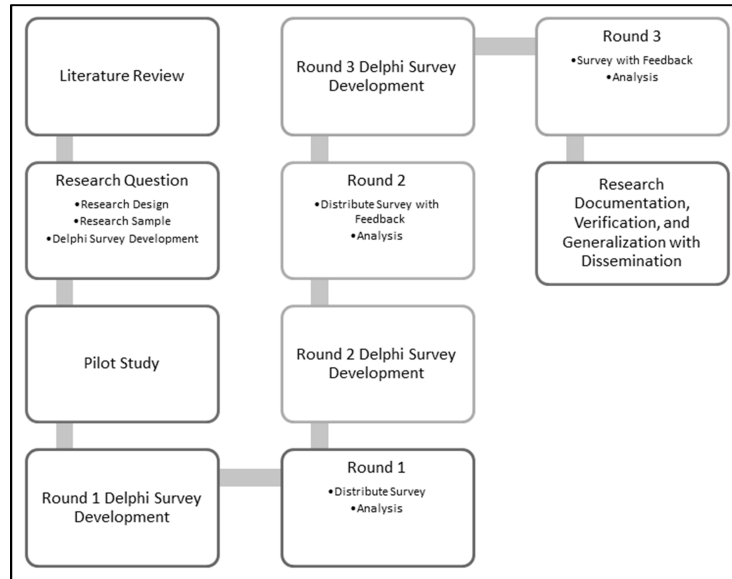 Literature Review
Research Question
•Research Design
•Research Sample
•Delphi Survey Development
Pilot Study
Round 1 Delphi Survey
Development
Round 1
•Distribute Survey
•Analysis
Round 2 Delphi Survey
Development
Round 2
•Distribute Survey with
Feedback
•Analysis
Round 3 Delphi Survey
Development
Round 3
•Survey with Feedback
•Analysis
Research
Documentation,
Verification, and
Generalization with
Dissemination